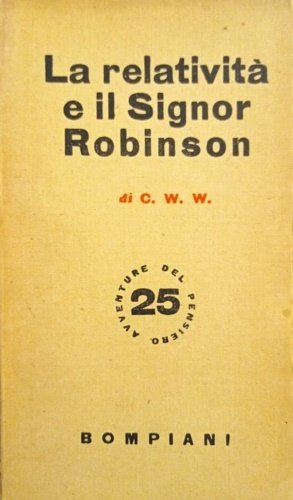 La relatività
e il Signor
Robinson
di C. W. W.
AVVENTURE DEL PENSIERO
25
BOMPIANI